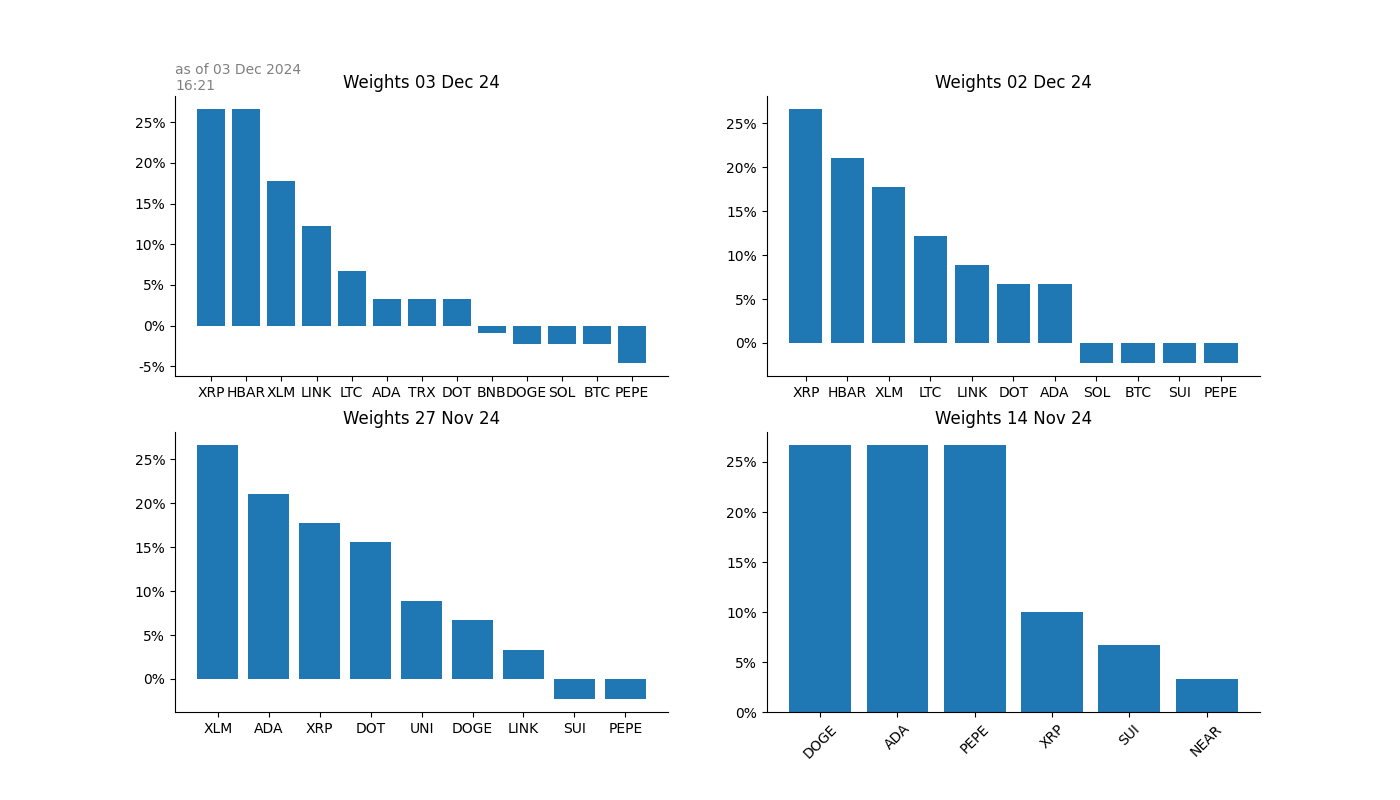 as of 03 Dec 2024
16:21
Weights 03 Dec 24
25%
20%
15%
10%
5%
0%
-5%
XRP HBAR XLM LINK LTC ADA TRX DOT BNB DOGE SOL BTC PEPE
Weights 02 Dec 24
25%
20%
15%
10%
5%
0%
XRP HBAR XLM LTC LINK DOT ADA SOL BTC SUI PEPE
Weights 27 Nov 24
25%
20%
15%
10%
5%
0%
XLM ADA XRP DOT UNI DOGE LINK SUI PEPE
Weights 14 Nov 24
25%
20%
15%
10%
5%
0%
DOGE ADA PEPE XRP SUI NEAR